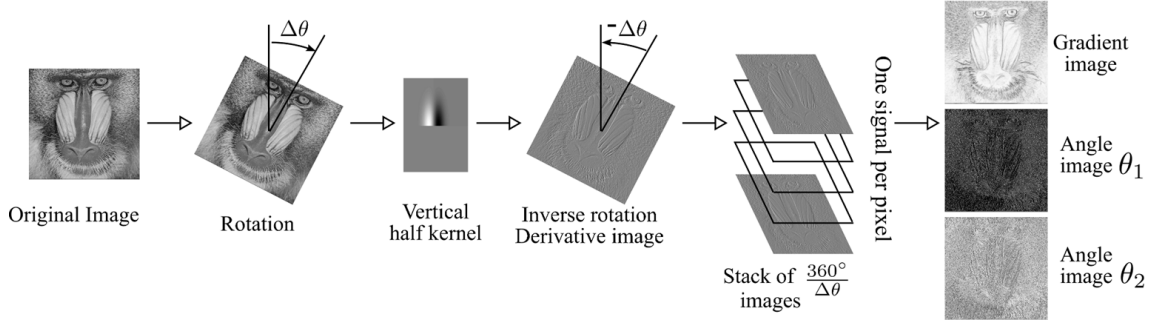 Δθ
-Δθ
Original Image
Rotation
Vertical
half kernel
Inverse rotation
Derivative image
Stack of 360°/Δθ
images
One signal per pixel
Gradient
image
Angle
image θ₁
Angle
image θ₂